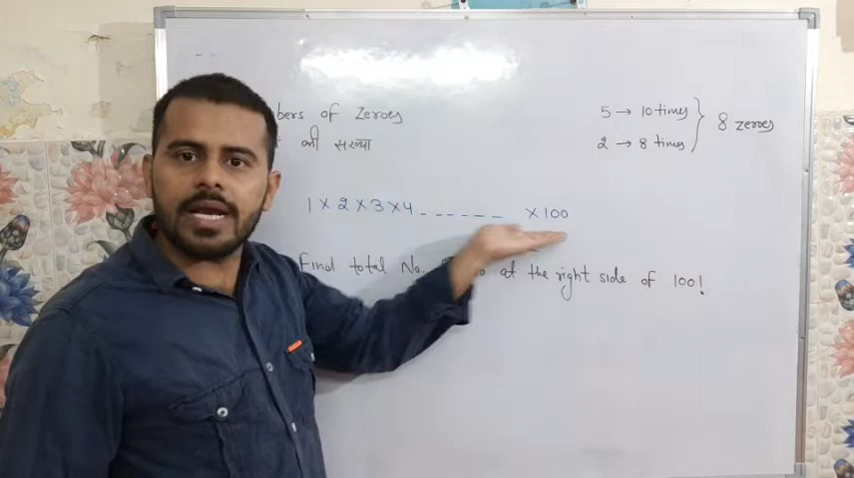 bers of Zeroes
की संख्या
5 → 10 times
2 → 8 times
8 zeroes
1 × 2 × 3 × 4 _ _ _ _ _ _ × 100
Find total No. at the right side of 100!